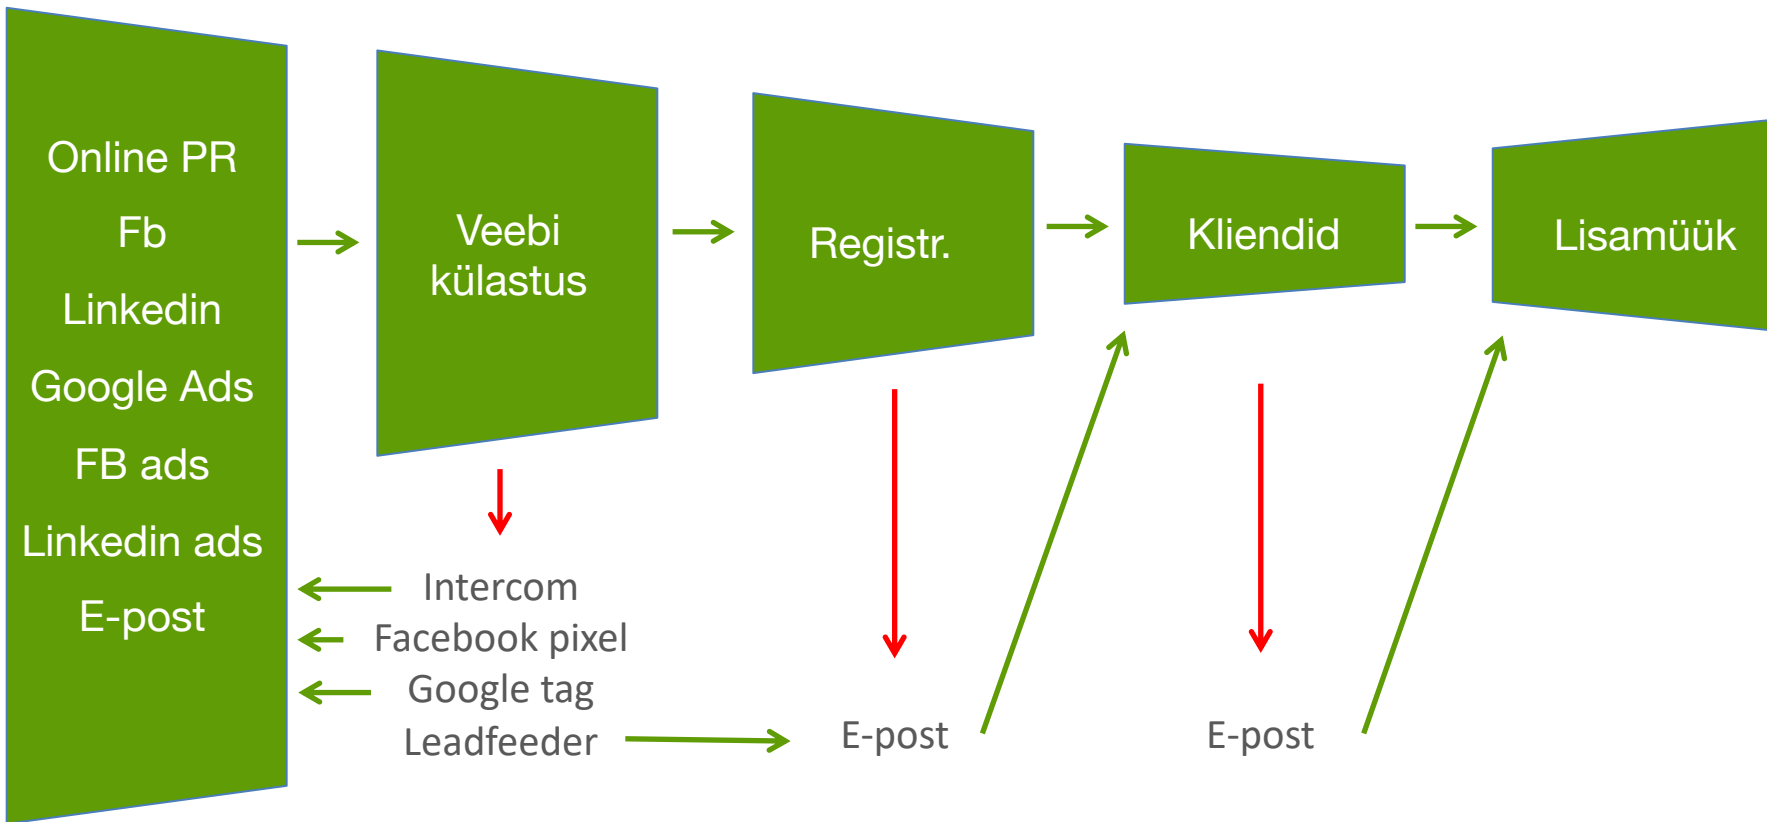 Online PR
Fb
Linkedin
Google Ads
FB ads
Linkedin ads
E-post
Veebi
külastus
Registr.
Kliendid
Lisamüük
Intercom
Facebook pixel
Google tag
Leadfeeder
E-post
E-post